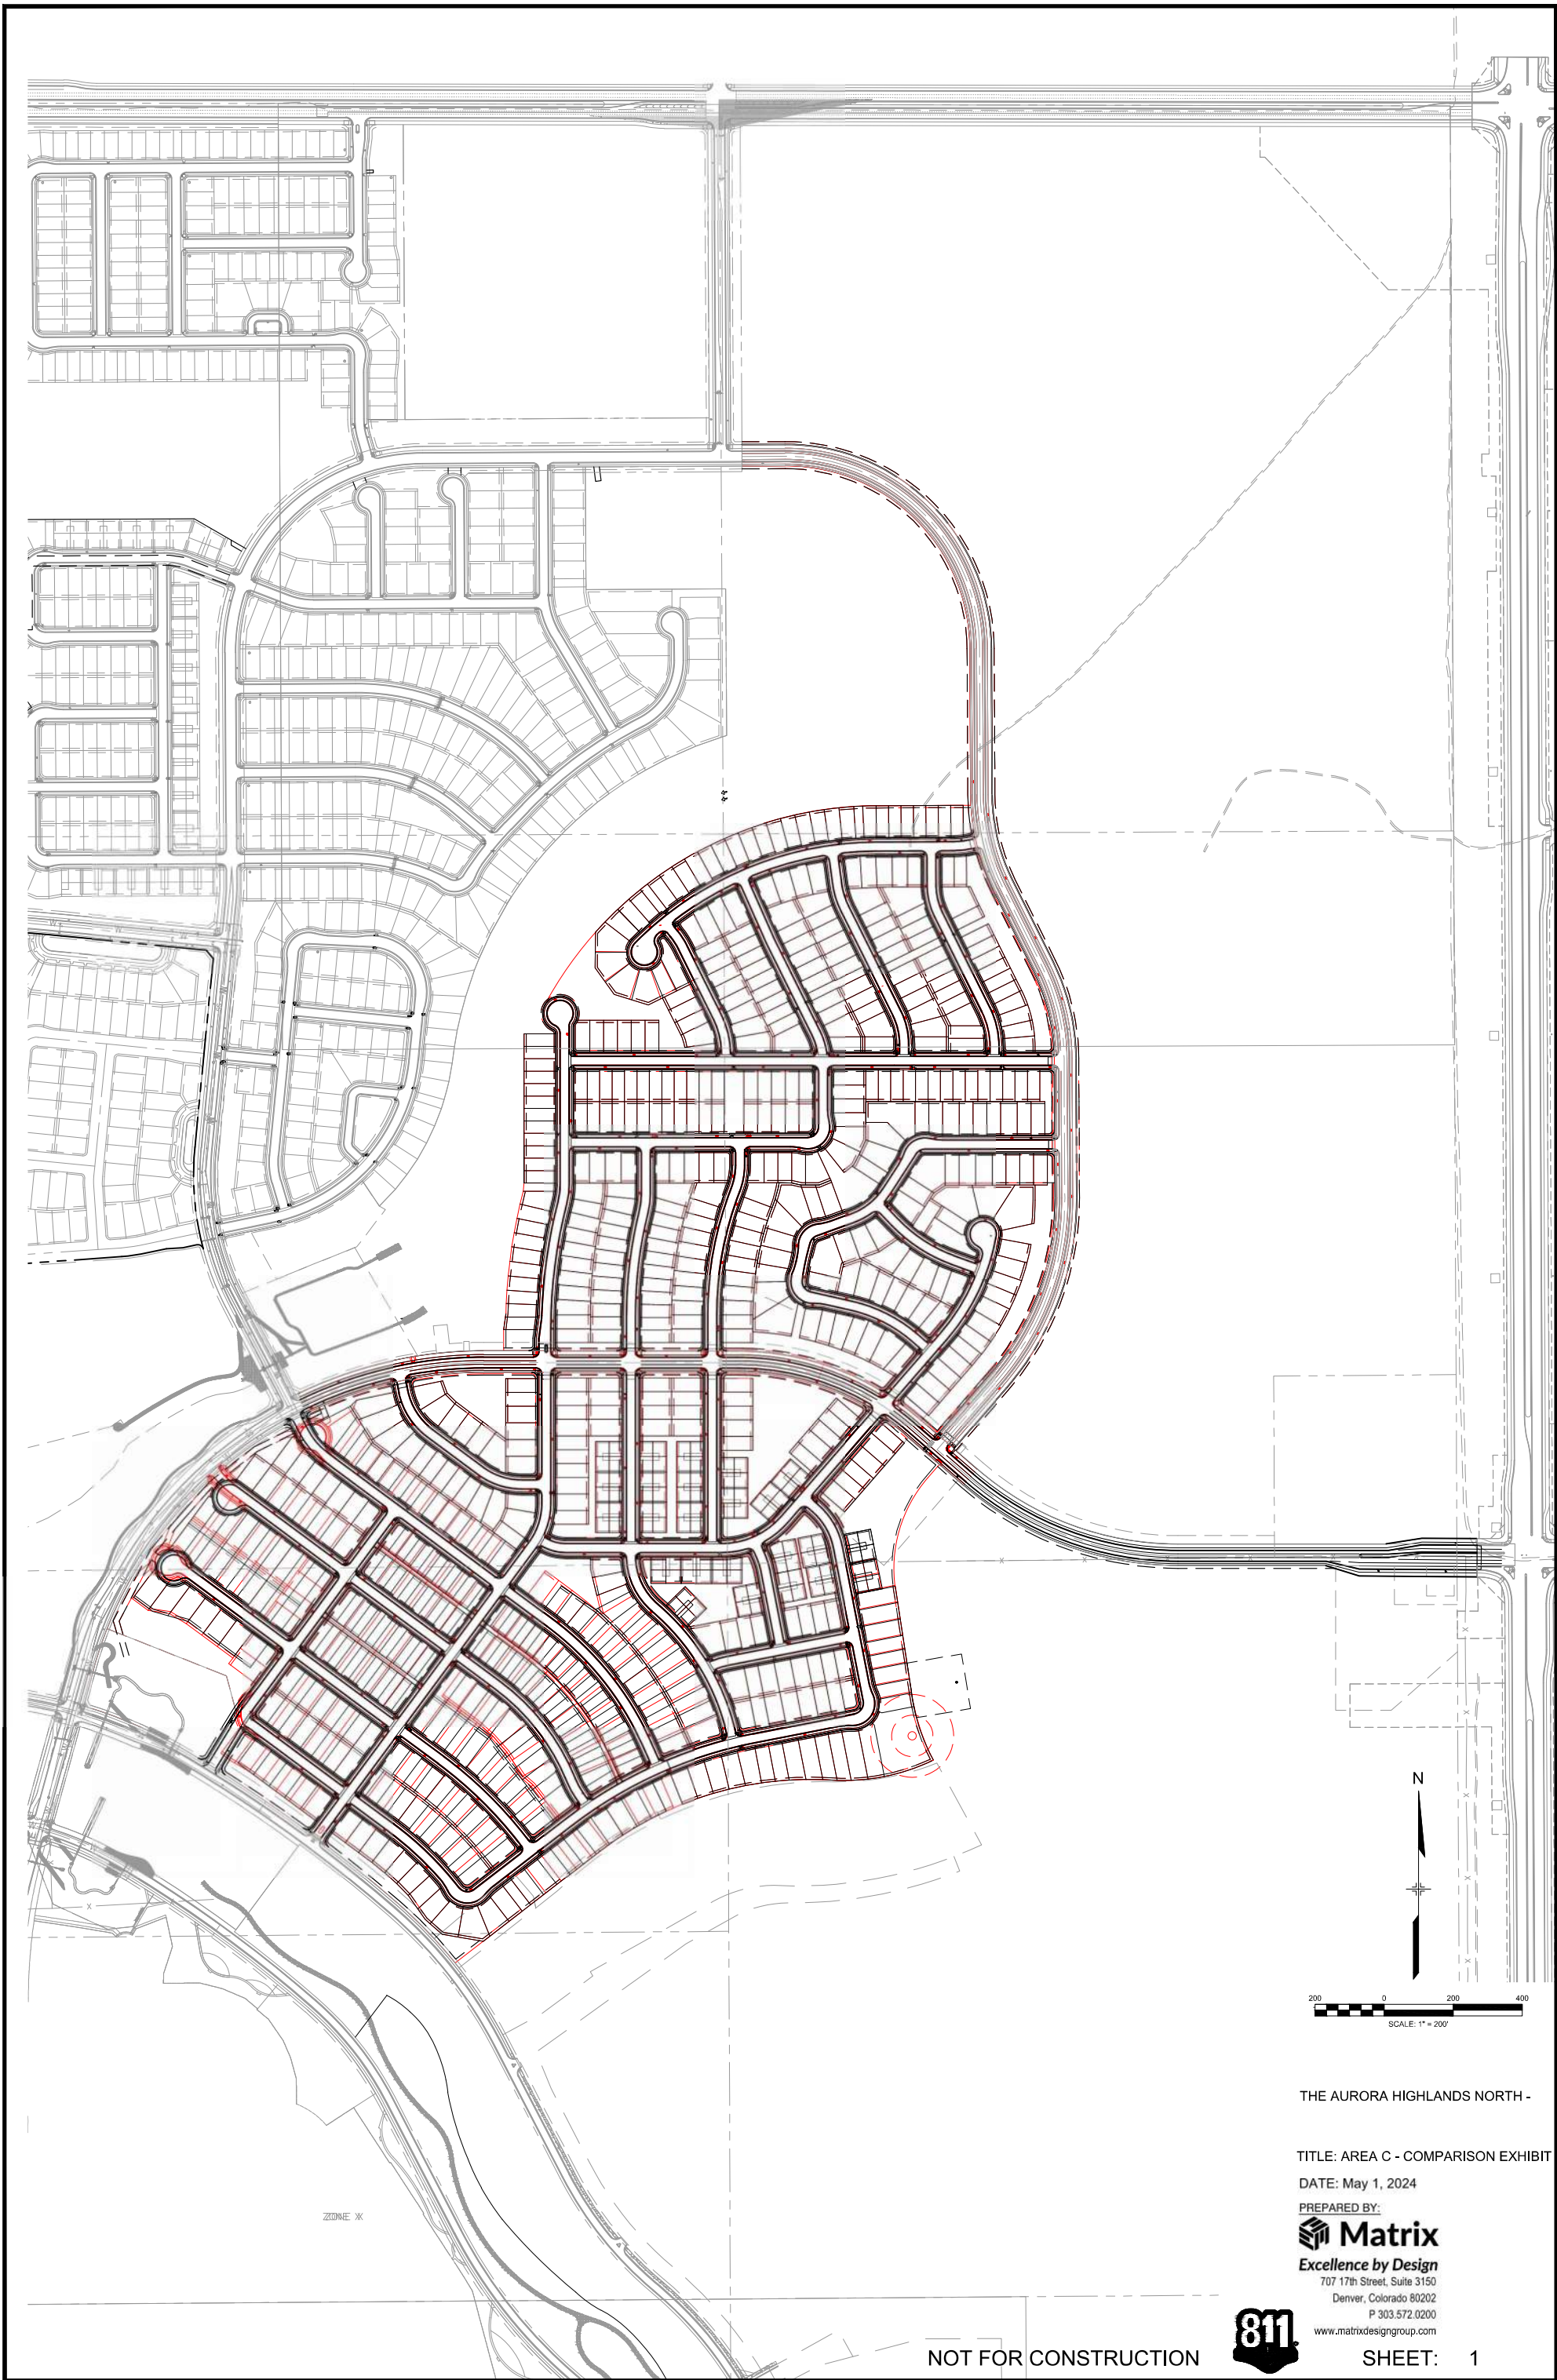 N
200 0 200 400
SCALE: 1" = 200'
THE AURORA HIGHLANDS NORTH -
TITLE: AREA C - COMPARISON EXHIBIT
DATE: May 1, 2024
PREPARED BY:
Matrix
Excellence by Design
707 17th Street, Suite 3150
Denver, Colorado 80202
P 303.572.0200
www.matrixdesigngroup.com
811
NOT FOR CONSTRUCTION
SHEET: 1